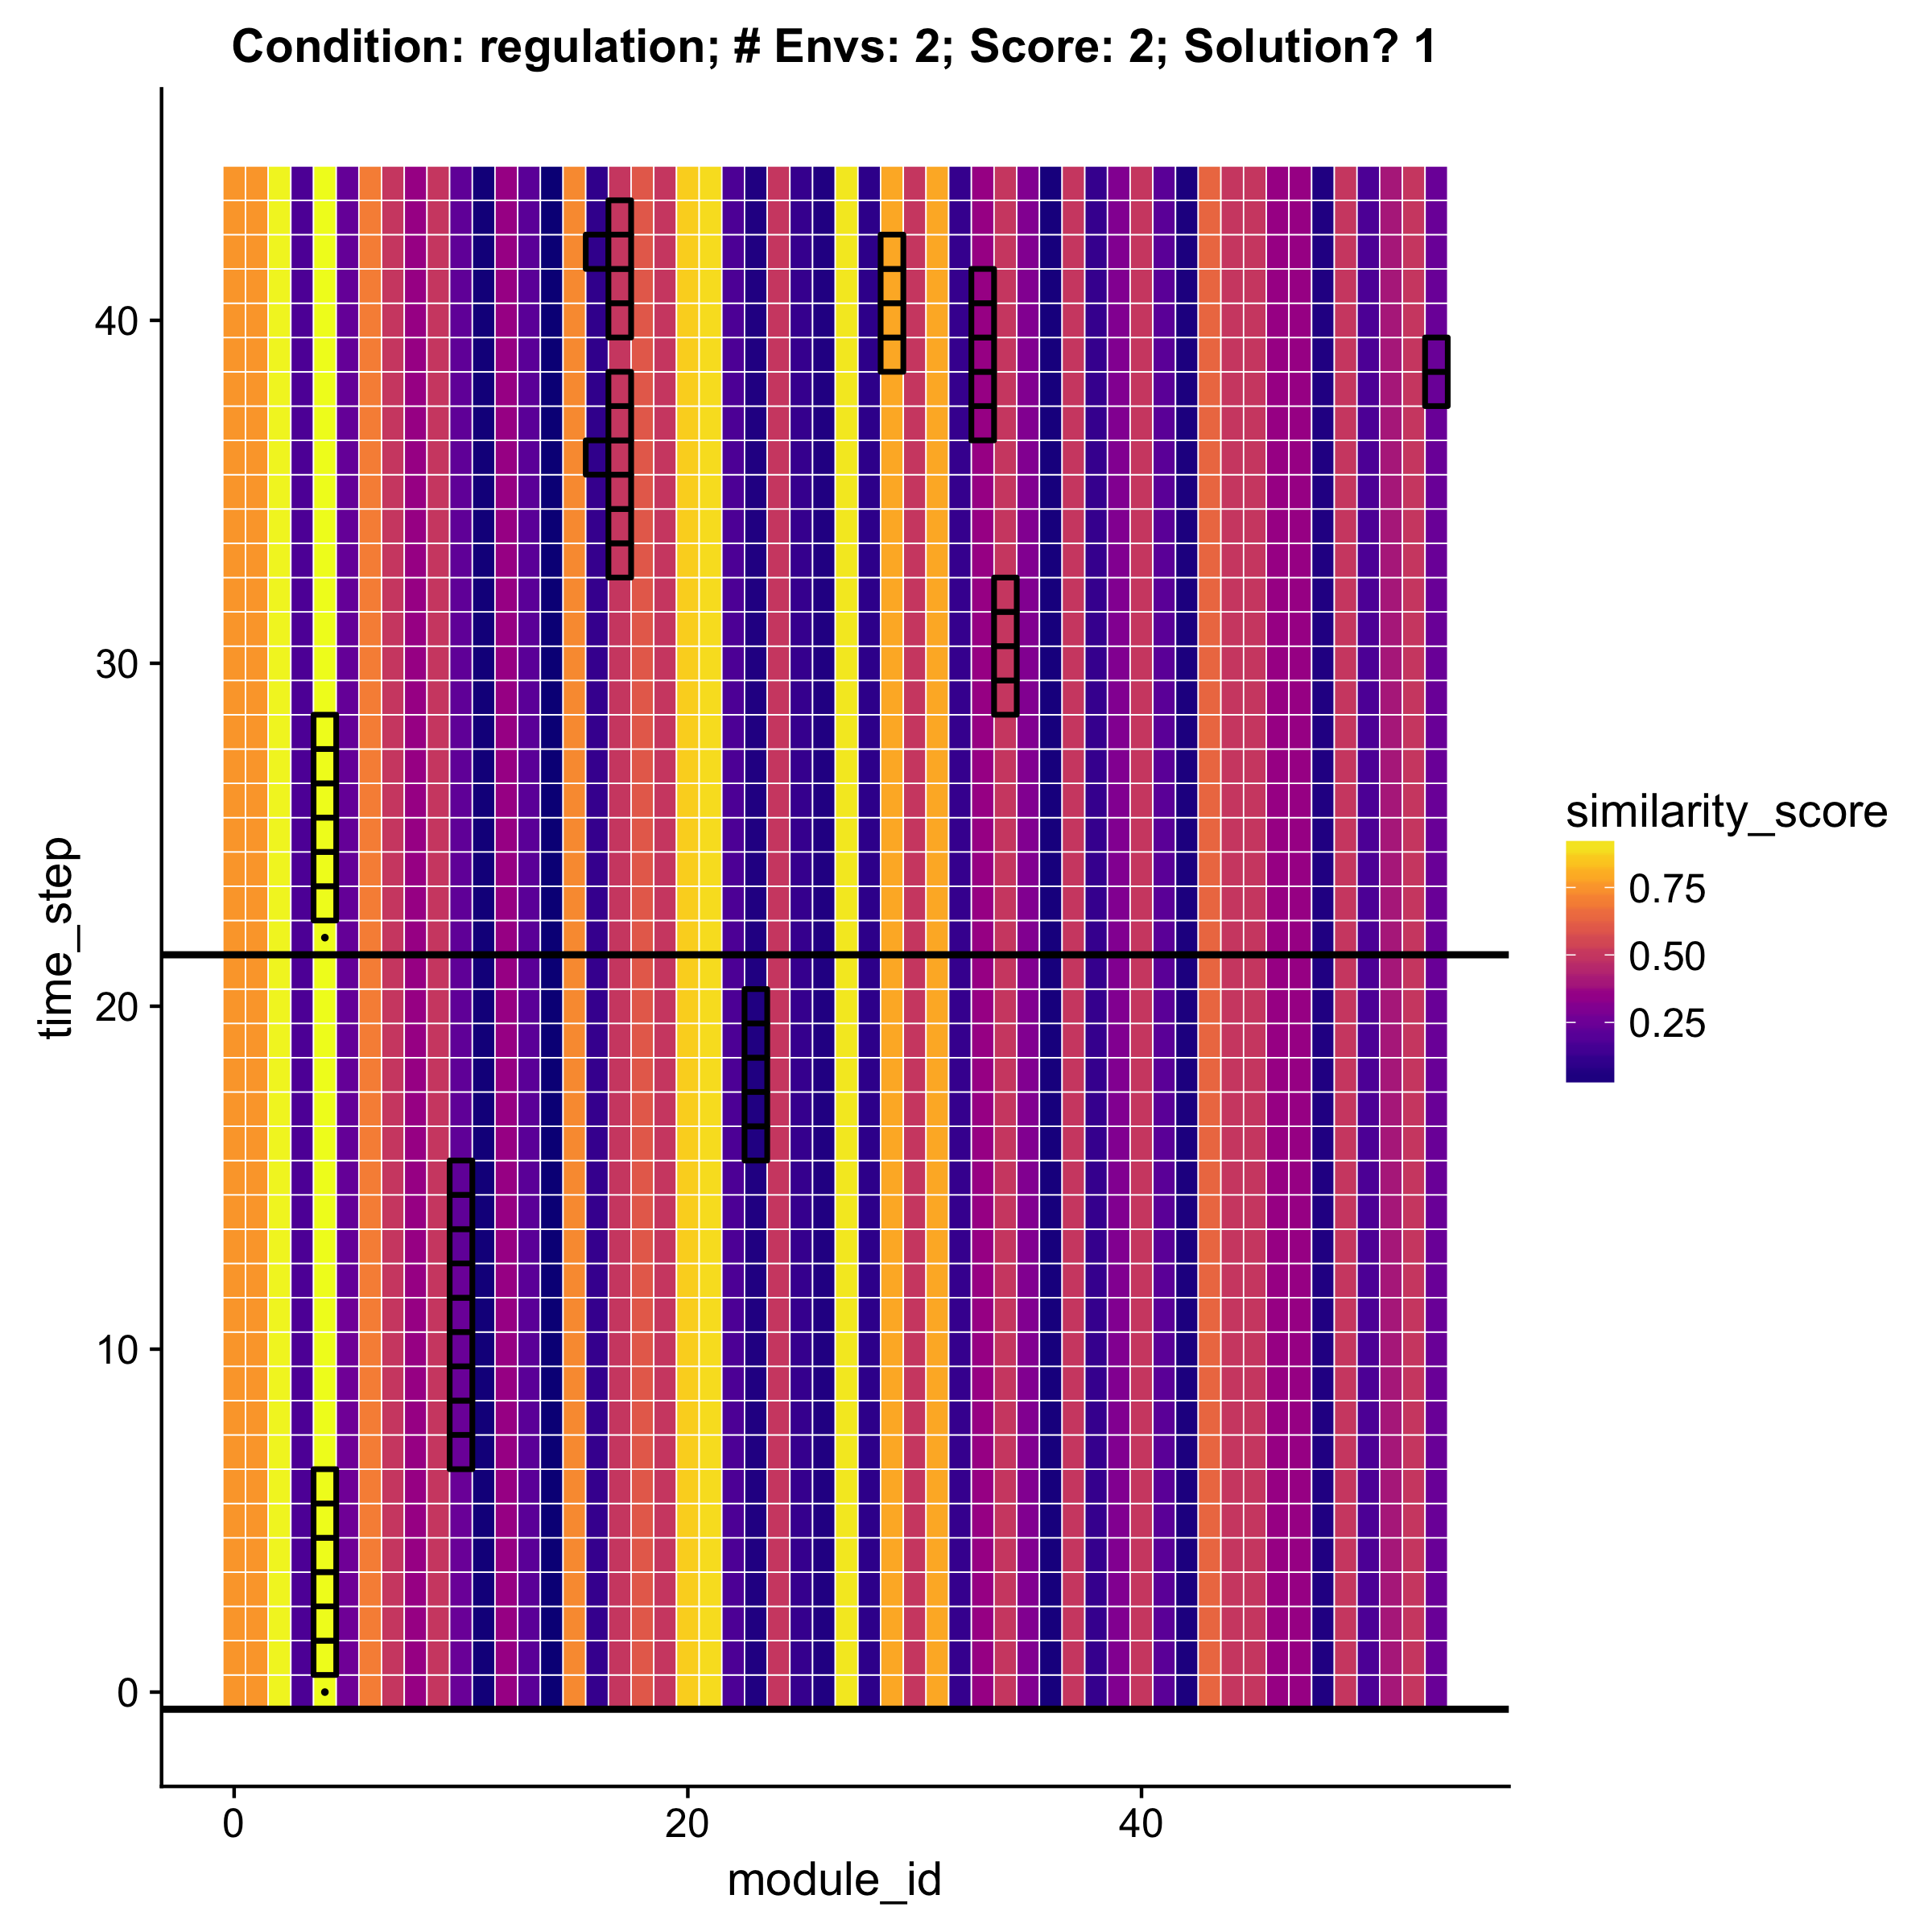 Condition: regulation; # Envs: 2; Score: 2; Solution? 1
time_step
40
30
20
10
0
0
20
40
module_id
similarity_score
0.75
0.50
0.25